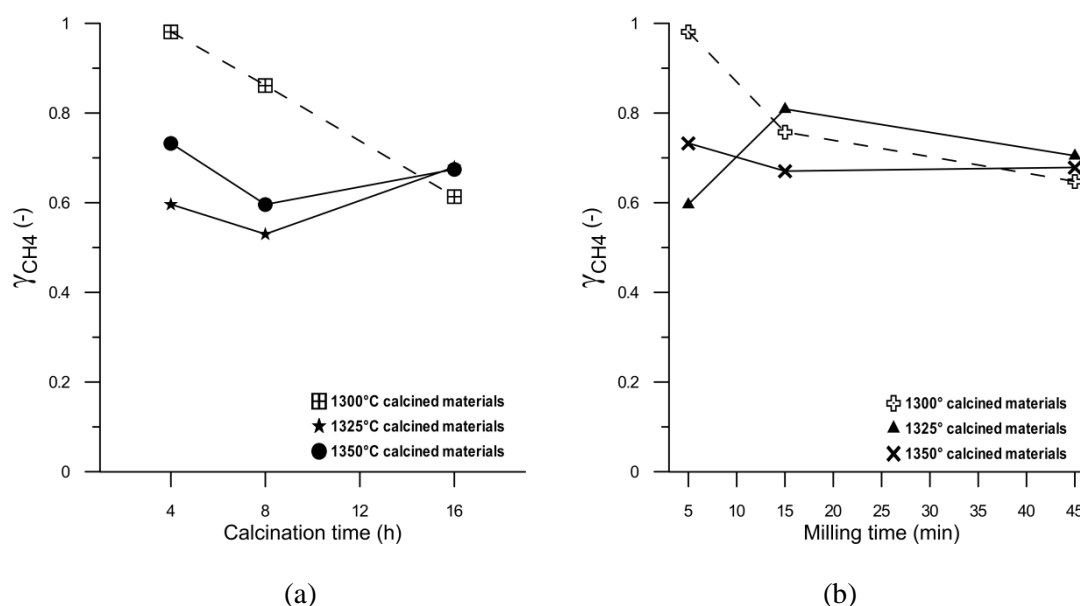 1
0.8
0.6
0.4
0.2
0
γCH4 (-)
1300°C calcined materials
1325°C calcined materials
1350°C calcined materials
4 8 12 16
Calcination time (h)
(a)
1
0.8
0.6
0.4
0.2
0
γCH4 (-)
1300° calcined materials
1325° calcined materials
1350° calcined materials
5 10 15 20 25 30 35 40 45
Milling time (min)
(b)